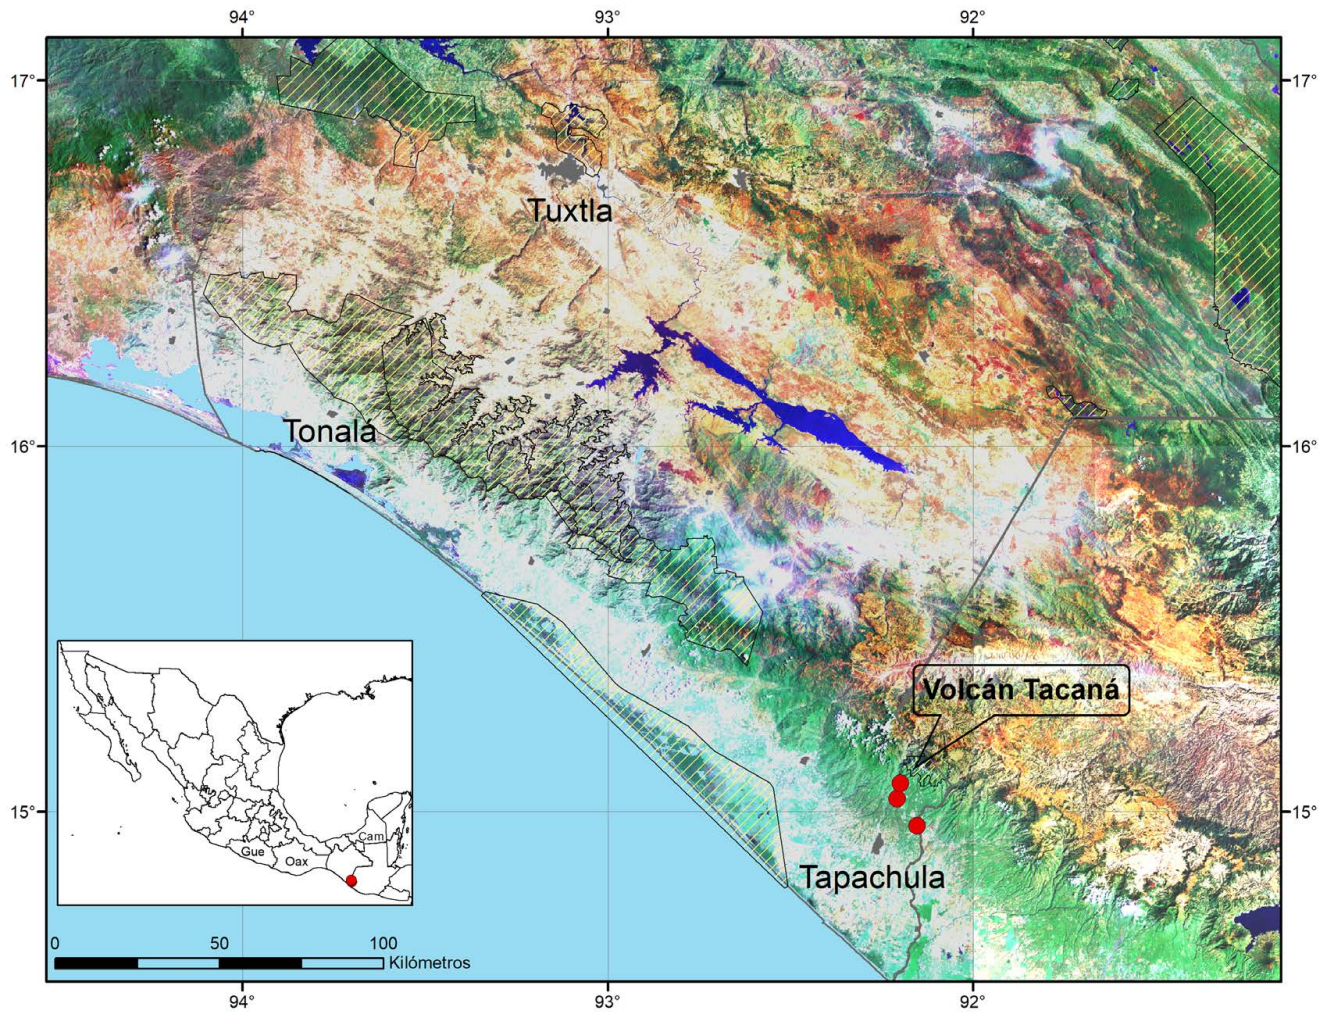 94°
93°
92°
17°
17°
Tuxtla
Tonalá
16°
16°
Volcán Tacaná
15°
15°
Tapachula
Cam
Gue
Oax
0
50
100
Kilómetros
94°
93°
92°